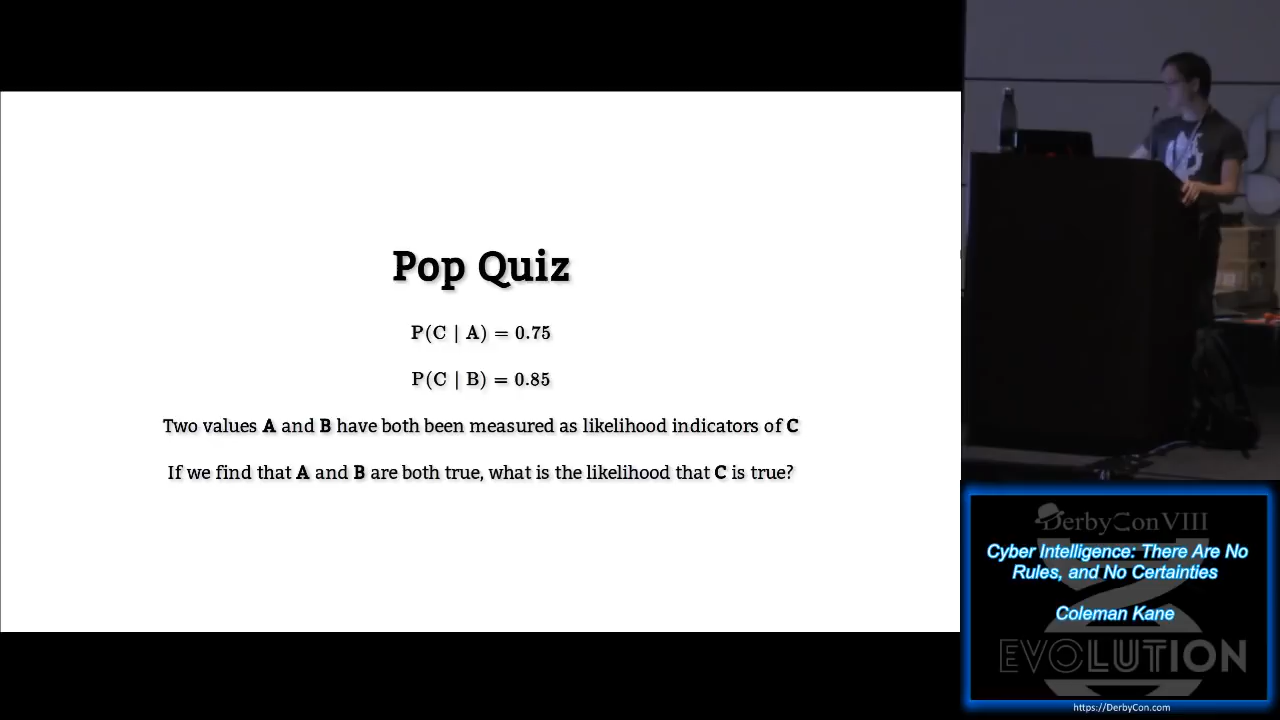 Pop Quiz
P(C | A) = 0.75
P(C | B) = 0.85
Two values A and B have both been measured as likelihood indicators of C
If we find that A and B are both true, what is the likelihood that C is true?
DerbyCon VIII
Cyber Intelligence: There Are No
Rules, and No Certainties
Coleman Kane
EVOLUTION
https://DerbyCon.com